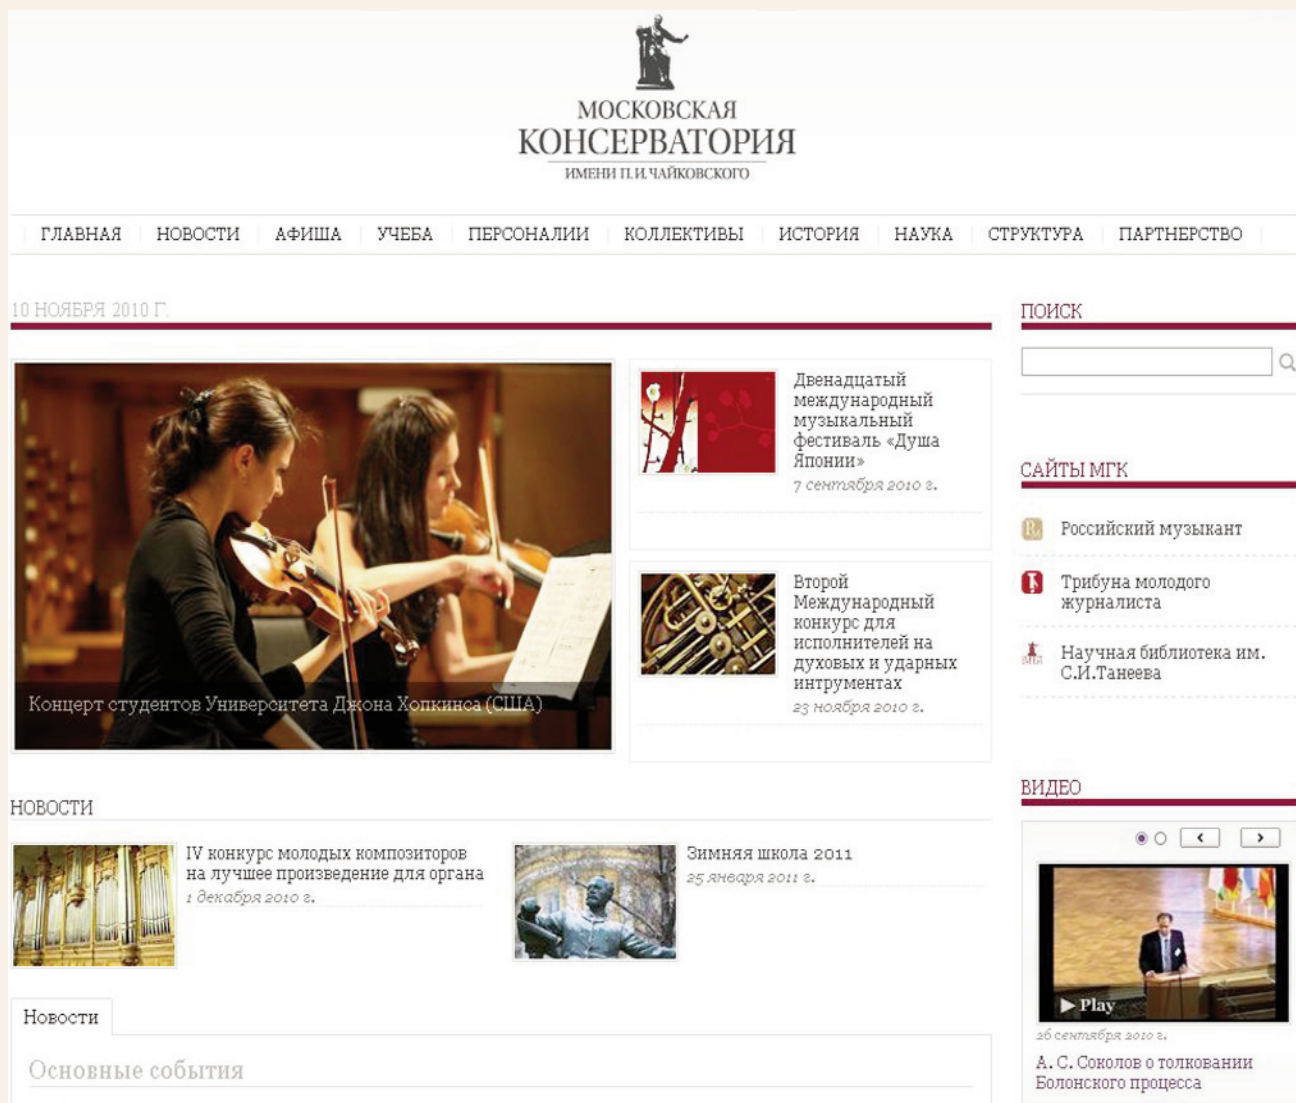 МОСКОВСКАЯ
КОНСЕРВАТОРИЯ
ИМЕНИ П. И. ЧАЙКОВСКОГО
ГЛАВНАЯ НОВОСТИ АФИША УЧЕБА ПЕРСОНАЛИИ КОЛЛЕКТИВЫ ИСТОРИЯ НАУКА СТРУКТУРА ПАРТНЕРСТВО
10 НОЯБРЯ 2010 Г.
Концерт студентов Университета Джона Хопкинса (США)
Двенадцатый
международный
музыкальный
фестиваль «Душа
Японии»
7 сентября 2010 г.
Второй
Международный
конкурс для
исполнителей на
духовых и ударных
интрументах
23 ноября 2010 г.
НОВОСТИ
IV конкурс молодых композиторов
на лучшее произведение для органа
1 декабря 2010 г.
Зимняя школа 2011
25 января 2011 г.
Новости
Основные события
ПОИСК
САЙТЫ МГК
Российский музыкант
Трибуна молодого
журналиста
Научная библиотека им.
С.И.Танеева
ВИДЕО
Play
26 сентября 2010 г.
А. С. Соколов о толковании
Болонского процесса